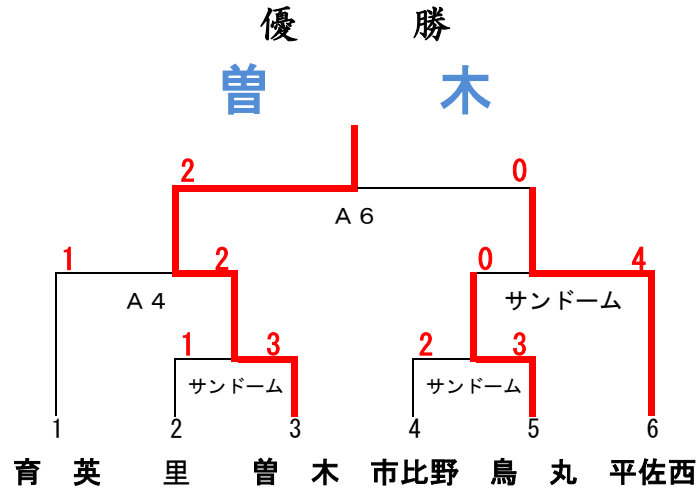 優　勝
曽　木
2　0
Ａ６
1　2　0　4
Ａ４　サンドーム
1　3　2　3
サンドーム　サンドーム
1　2　3　4　5　6
育　英　里　曽　木　市比野　鳥　丸　平佐西